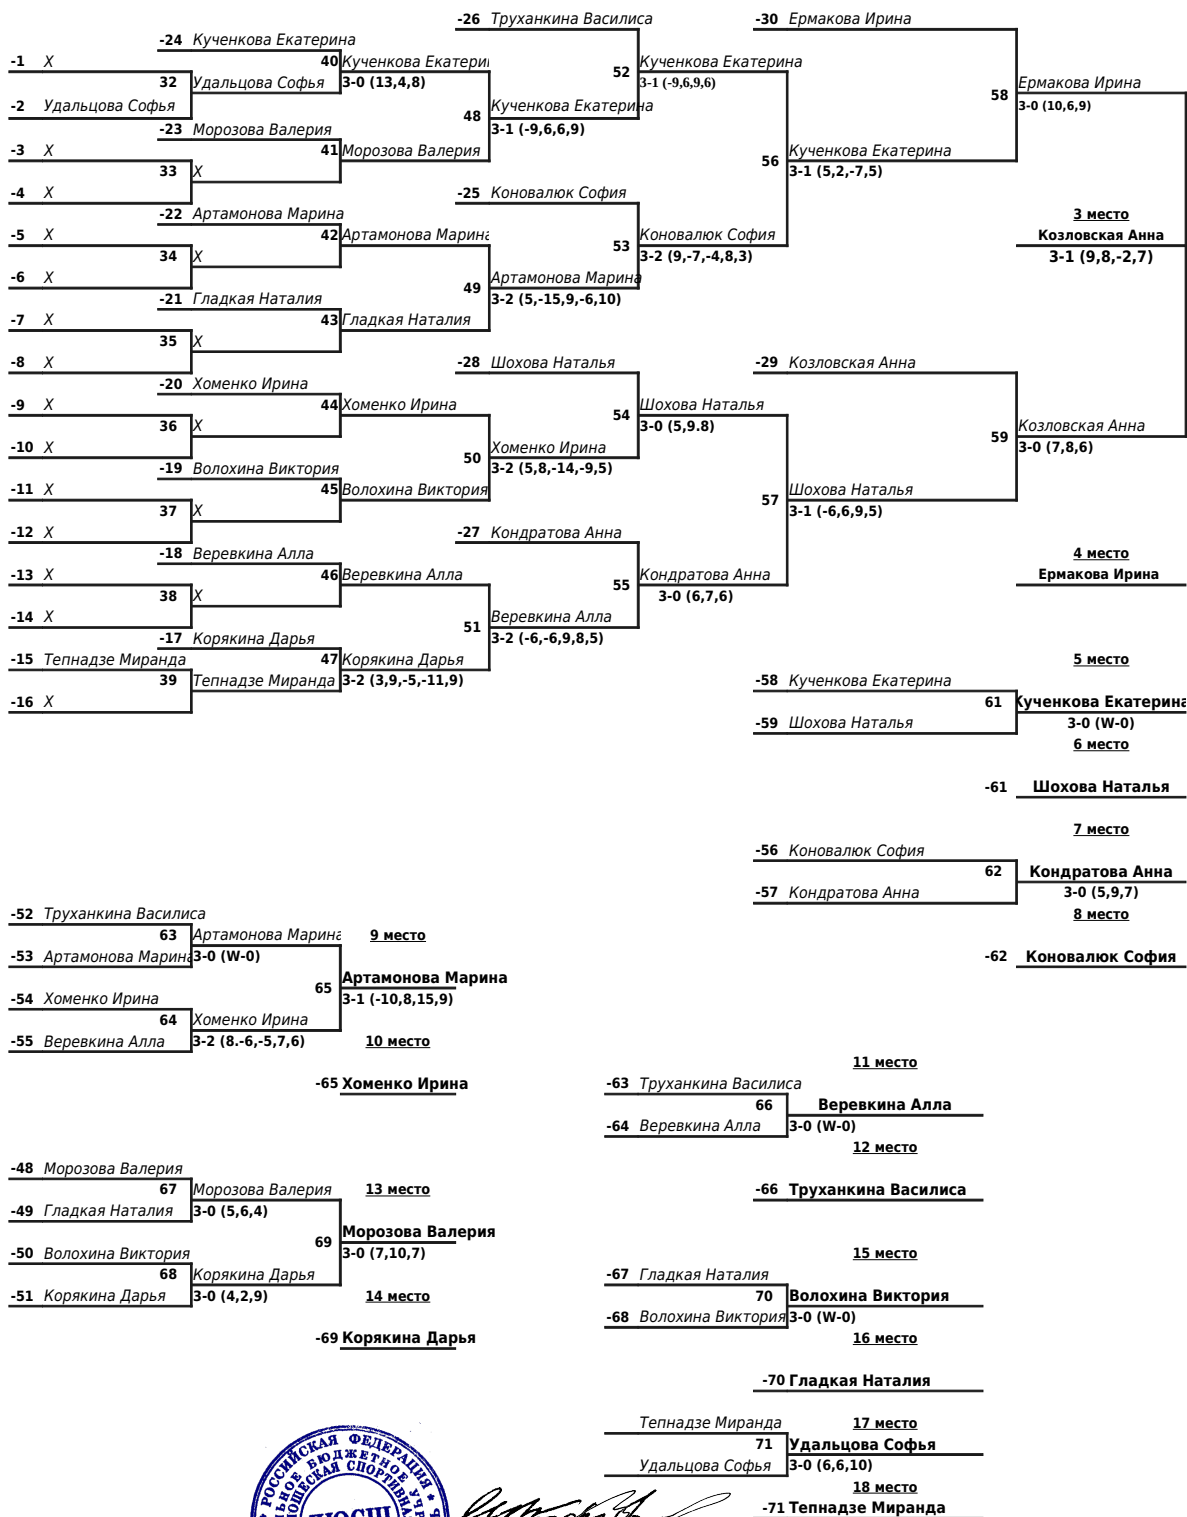 -26 Труханкина Василиса
-30 Ермакова Ирина
-24 Кученкова Екатерина
-1 X
40 Кученкова Екатери
52 Кученкова Екатерина
32 Удальцова Софья
3-0 (13,4,8)
3-1 (-9,6,9,6)
58 Ермакова Ирина
-2 Удальцова Софья
48 Кученкова Екатерина
3-0 (10,6,9)
-23 Морозова Валерия
3-1 (-9,6,6,9)
-3 X
41 Морозова Валерия
56 Кученкова Екатерина
33 X
3-1 (5,2,-7,5)
-4 X
-25 Коновалюк София
-22 Артамонова Марина
3 место
-5 X
42 Артамонова Марина
53 Коновалюк София
Козловская Анна
34 X
3-2 (9,-7,-4,8,3)
3-1 (9,8,-2,7)
-6 X
49 Артамонова Марина
-21 Гладкая Наталия
3-2 (5,-15,9,-6,10)
-7 X
43 Гладкая Наталия
35 X
-8 X
-28 Шохова Наталья
-29 Козловская Анна
-20 Хоменко Ирина
-9 X
44 Хоменко Ирина
54 Шохова Наталья
36 X
3-0 (5,9.8)
59 Козловская Анна
-10 X
50 Хоменко Ирина
3-0 (7,8,6)
-19 Волохина Виктория
3-2 (5,8,-14,-9,5)
-11 X
45 Волохина Виктория
57 Шохова Наталья
37 X
3-1 (-6,6,9,5)
-12 X
-27 Кондратова Анна
-18 Веревкина Алла
4 место
-13 X
46 Веревкина Алла
55 Кондратова Анна
Ермакова Ирина
38 X
3-0 (6,7,6)
-14 X
51 Веревкина Алла
-17 Корякина Дарья
3-2 (-6,-6,9,8,5)
-15 Тепнадзе Миранда
47 Корякина Дарья
5 место
39 Тепнадзе Миранда
3-2 (3,9,-5,-11,9)
-58 Кученкова Екатерина
-16 X
61 Кученкова Екатерина
-59 Шохова Наталья
3-0 (W-0)
6 место
-61 Шохова Наталья
7 место
-56 Коновалюк София
62 Кондратова Анна
-57 Кондратова Анна
3-0 (5,9,7)
-52 Труханкина Василиса
8 место
63 Артамонова Марина
9 место
-53 Артамонова Марина
3-0 (W-0)
-62 Коновалюк София
65 Артамонова Марина
-54 Хоменко Ирина
3-1 (-10,8,15,9)
64 Хоменко Ирина
-55 Веревкина Алла
3-2 (8.-6,-5,7,6)
10 место
11 место
-65 Хоменко Ирина
-63 Труханкина Василиса
66 Веревкина Алла
-64 Веревкина Алла
3-0 (W-0)
12 место
-48 Морозова Валерия
67 Морозова Валерия
13 место
-66 Труханкина Василиса
-49 Гладкая Наталия
3-0 (5,6,4)
69 Морозова Валерия
-50 Волохина Виктория
3-0 (7,10,7)
15 место
68 Корякина Дарья
-67 Гладкая Наталия
-51 Корякина Дарья
3-0 (4,2,9)
14 место
70 Волохина Виктория
-68 Волохина Виктория
3-0 (W-0)
-69 Корякина Дарья
16 место
-70 Гладкая Наталия
Тепнадзе Миранда
17 место
71 Удальцова Софья
Удальцова Софья
3-0 (6,6,10)
18 место
-71 Тепнадзе Миранда
РОССИЙСКАЯ ФЕДЕРАЦИЯ
БЮДЖЕТНОЕ
СПОРТИВНА